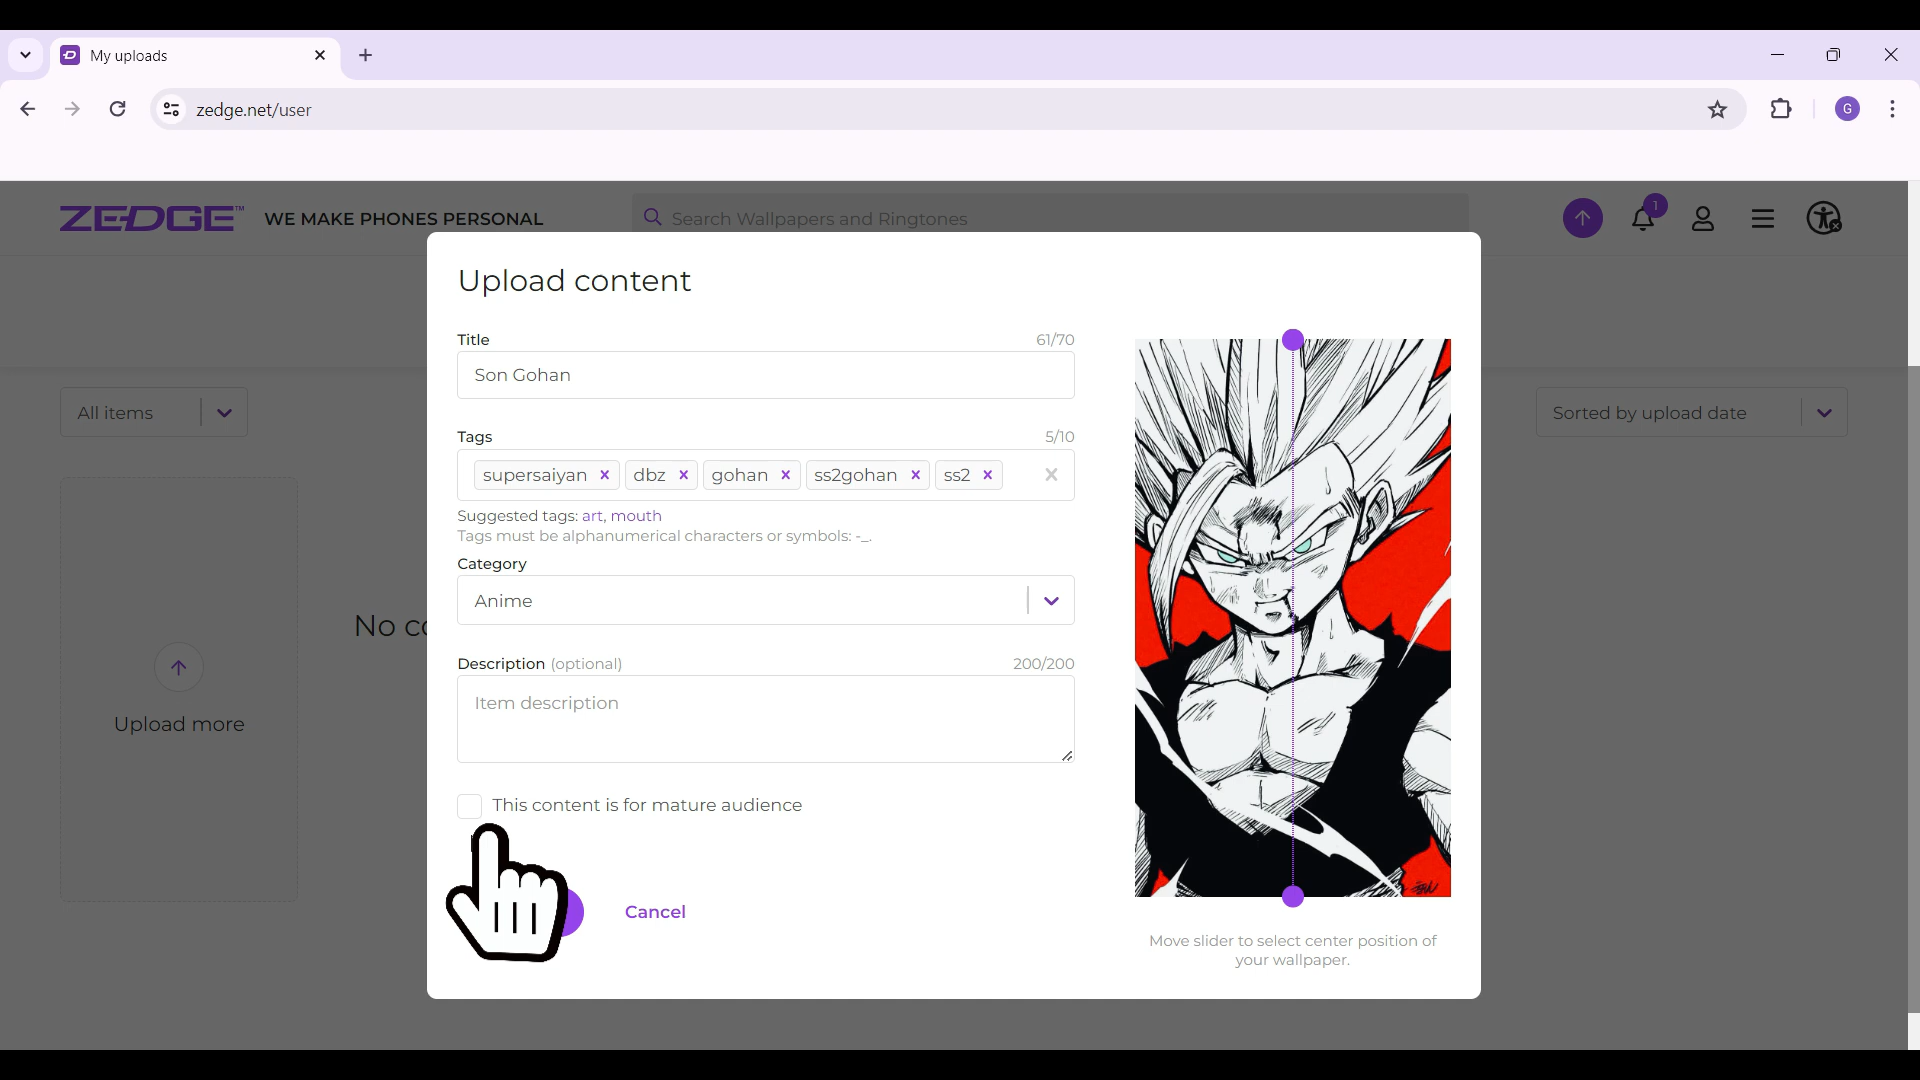 My uploads
zedge.net/user
G
ZEDGE™ WE MAKE PHONES PERSONAL
Search Wallpapers and Ringtones
1
Upload content
Title 61/70
Son Gohan
All items
Sorted by upload date
Tags 5/10
supersaiyan dbz gohan ss2gohan ss2
Suggested tags: art, mouth
Tags must be alphanumerical characters or symbols: -_.
Category
Anime
No co
Description (optional) 200/200
Item description
Upload more
This content is for mature audience
Cancel
Move slider to select center position of
your wallpaper.